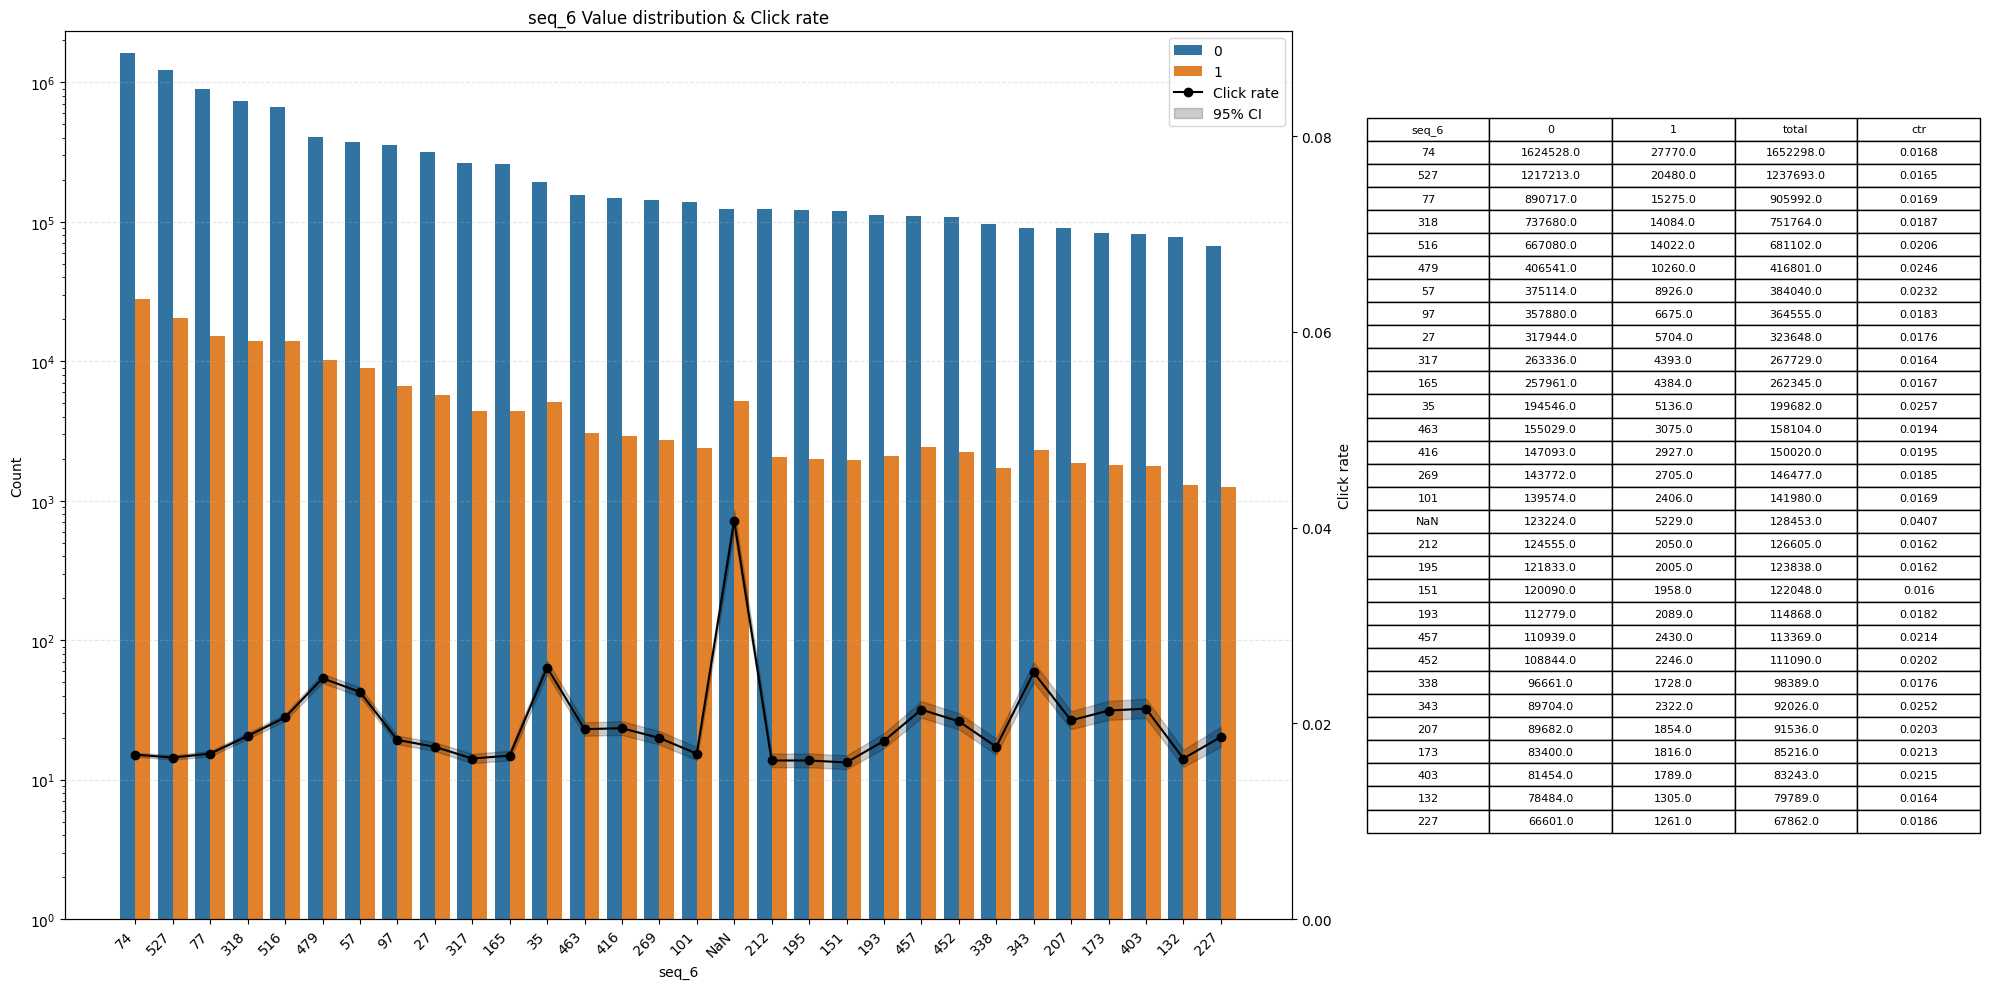 seq_6 Value distribution & Click rate
0
1
Click rate
95% CI
10^6
10^5
10^4
10^3
10^2
10^1
10^0
Count
0.08
0.06
0.04
0.02
0.00
Click rate
74 527 77 318 516 479 57 97 27 317 165 35 463 416 269 101 NaN 212 195 151 193 457 452 338 343 207 173 403 132 227
seq_6
seq_6 0 1 total ctr
74 1624528.0 27770.0 1652298.0 0.0168
527 1217213.0 20480.0 1237693.0 0.0165
77 890717.0 15275.0 905992.0 0.0169
318 737680.0 14084.0 751764.0 0.0187
516 667080.0 14022.0 681102.0 0.0206
479 406541.0 10260.0 416801.0 0.0246
57 375114.0 8926.0 384040.0 0.0232
97 357880.0 6675.0 364555.0 0.0183
27 317944.0 5704.0 323648.0 0.0176
317 263336.0 4393.0 267729.0 0.0164
165 257961.0 4384.0 262345.0 0.0167
35 194546.0 5136.0 199682.0 0.0257
463 155029.0 3075.0 158104.0 0.0194
416 147093.0 2927.0 150020.0 0.0195
269 143772.0 2705.0 146477.0 0.0185
101 139574.0 2406.0 141980.0 0.0169
NaN 123224.0 5229.0 128453.0 0.0407
212 124555.0 2050.0 126605.0 0.0162
195 121833.0 2005.0 123838.0 0.0162
151 120090.0 1958.0 122048.0 0.016
193 112779.0 2089.0 114868.0 0.0182
457 110939.0 2430.0 113369.0 0.0214
452 108844.0 2246.0 111090.0 0.0202
338 96661.0 1728.0 98389.0 0.0176
343 89704.0 2322.0 92026.0 0.0252
207 89682.0 1854.0 91536.0 0.0203
173 83400.0 1816.0 85216.0 0.0213
403 81454.0 1789.0 83243.0 0.0215
132 78484.0 1305.0 79789.0 0.0164
227 66601.0 1261.0 67862.0 0.0186